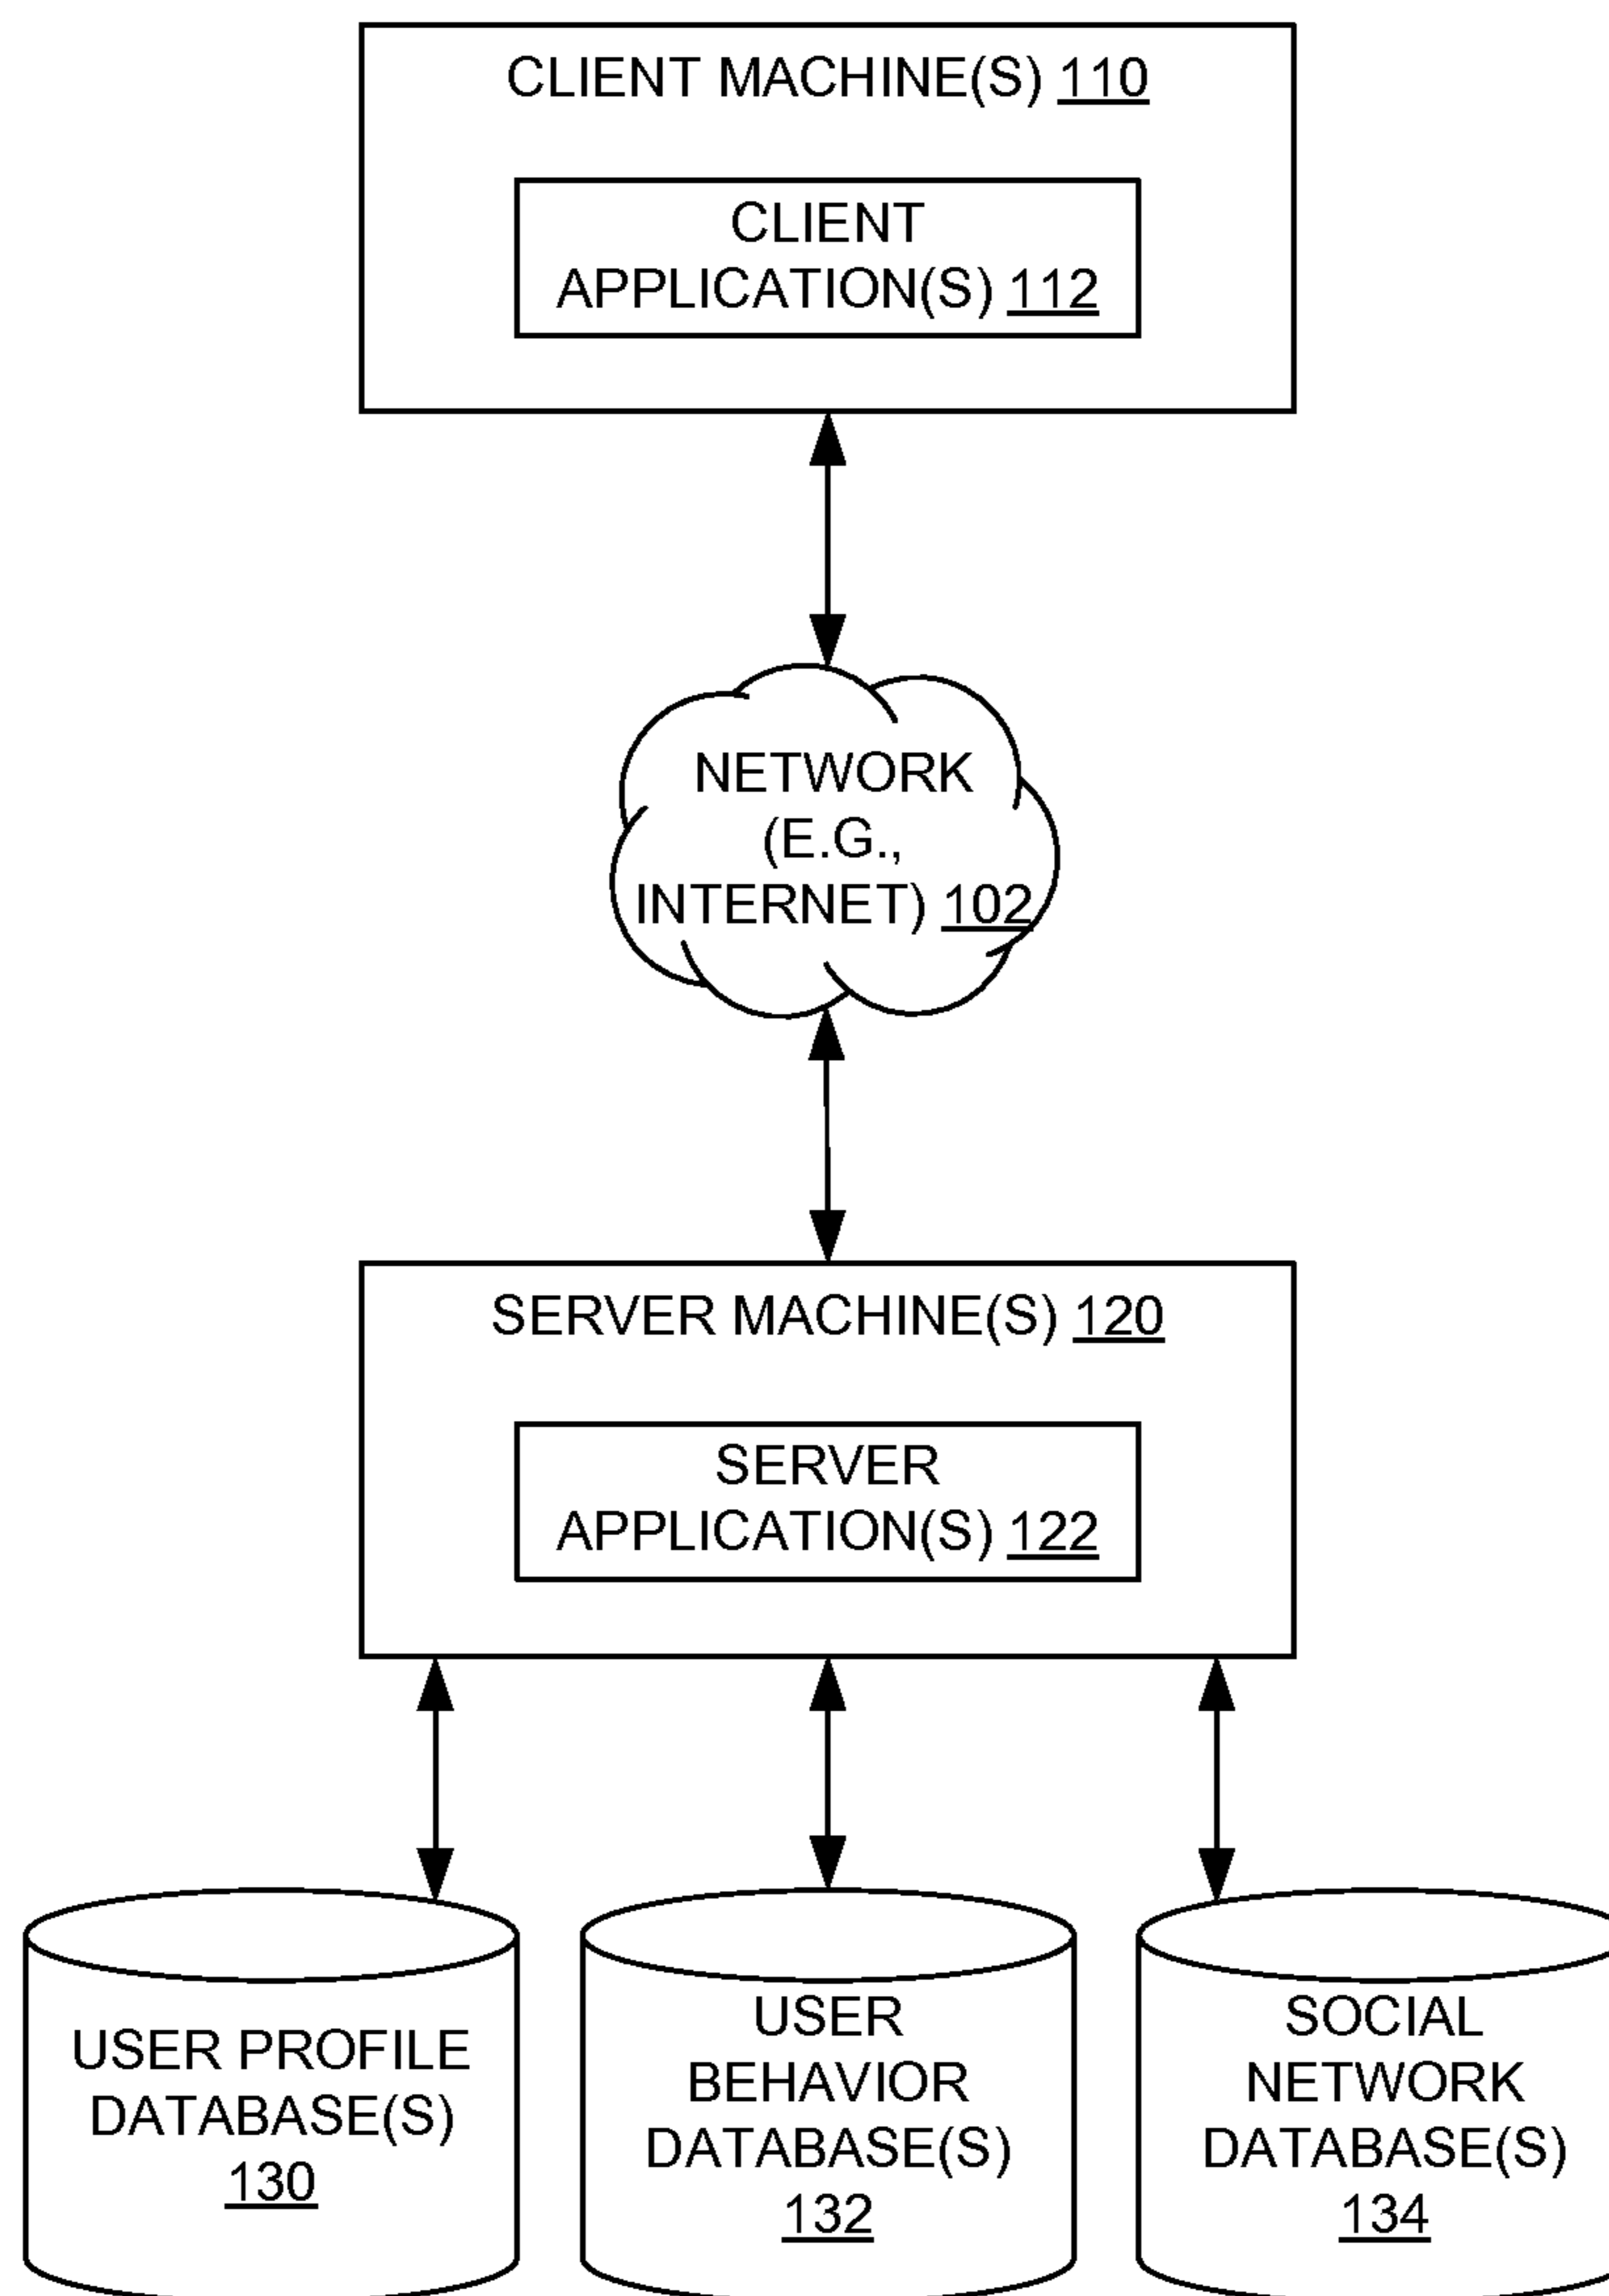 CLIENT MACHINE(S) 110
CLIENT
APPLICATION(S) 112
NETWORK
(E.G.,
INTERNET) 102
SERVER MACHINE(S) 120
SERVER
APPLICATION(S) 122
USER PROFILE
DATABASE(S)
130
USER
BEHAVIOR
DATABASE(S)
132
SOCIAL
NETWORK
DATABASE(S)
134